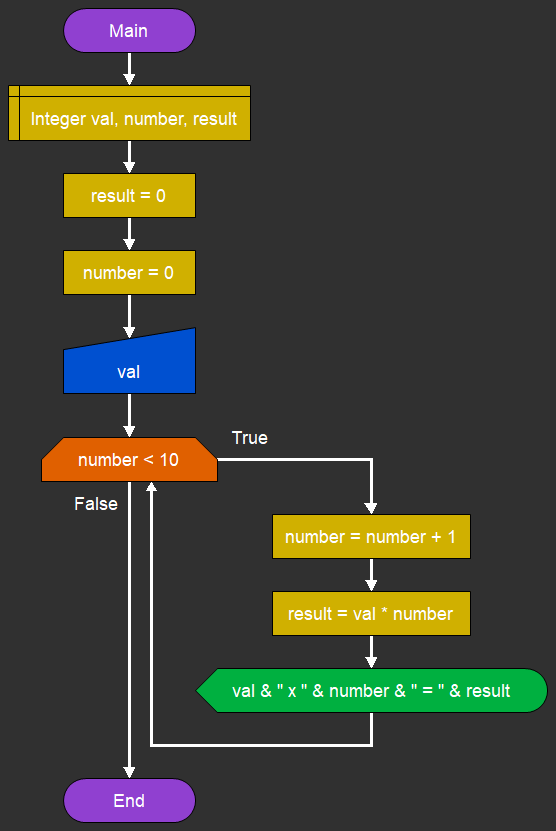 Main
Integer val, number, result
result = 0
number = 0
val
number < 10
True
False
number = number + 1
result = val * number
val & " x " & number & " = " & result
End